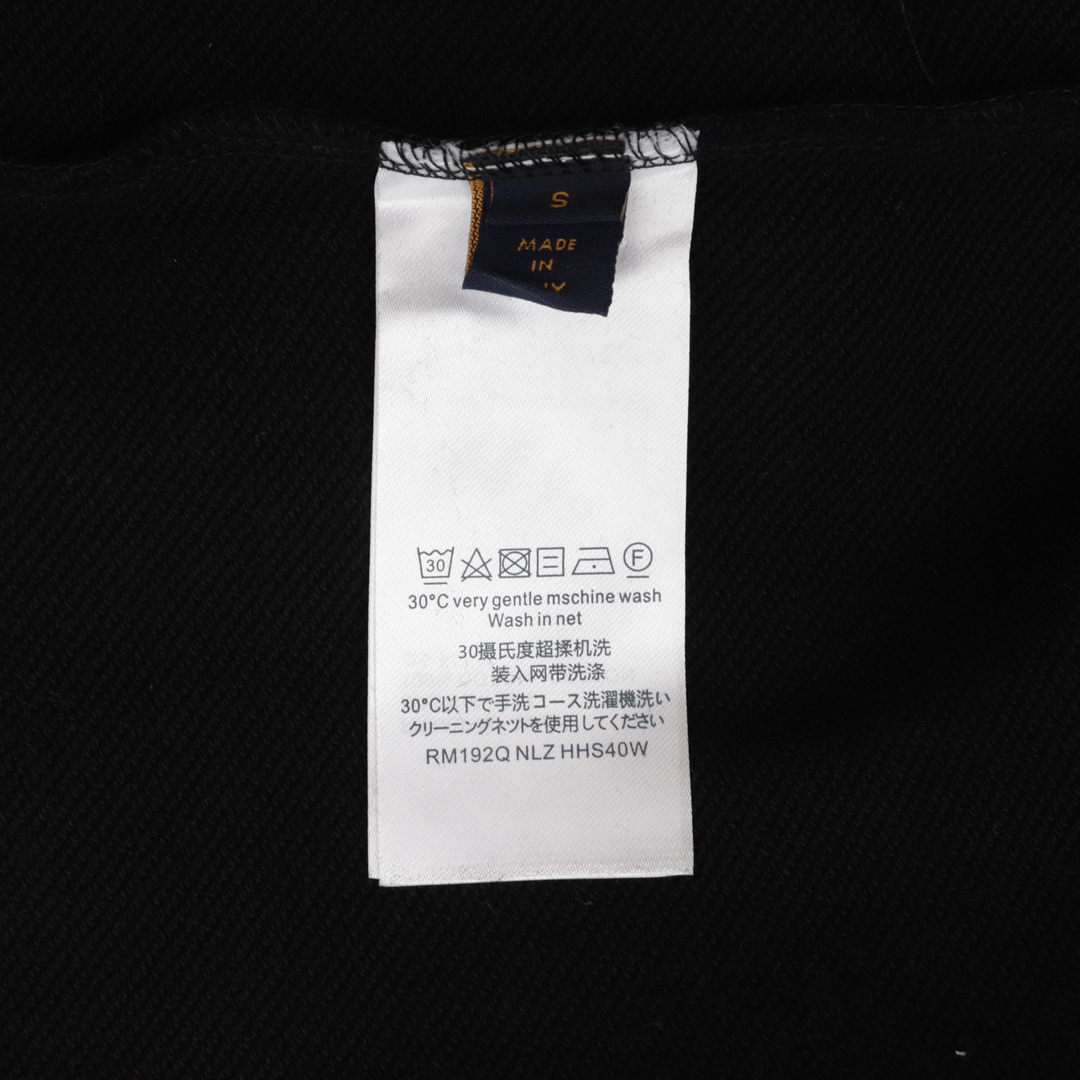 S
MADE
IN
30
F
30°C very gentle mschine wash
Wash in net
30摄氏度超揉机洗
装入网带洗涤
30°C以下で手洗コース洗濯機洗い
クリーニングネツトを使用してください
RM192Q NLZ HHS40W